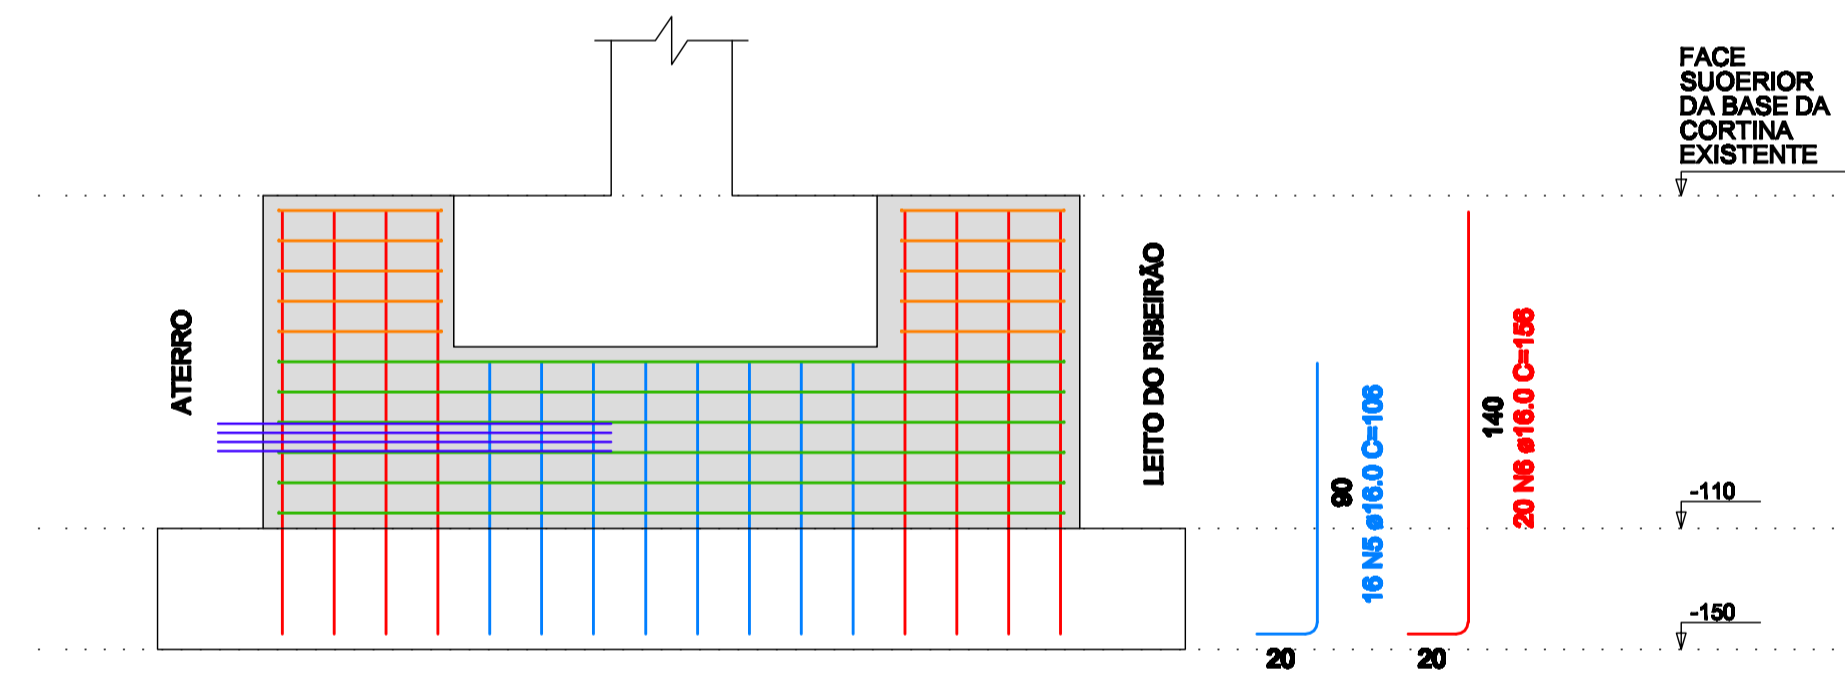 FACE
SUOERIOR
DA BASE DA
CORTINA
EXISTENTE
ATERRO
LEITO DO RIBEIRÃO
90
16 N5 ø16.0 C=106
20
140
20 N6 ø16.0 C=156
20
-110
-150